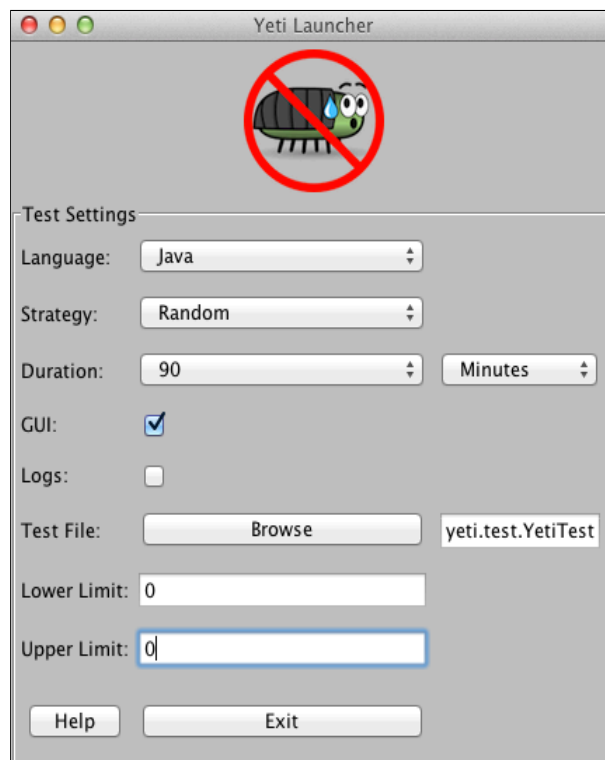 Yeti Launcher
Test Settings
Language: Java
Strategy: Random
Duration: 90 Minutes
GUI:
Logs:
Test File: Browse yeti.test.YetiTest
Lower Limit: 0
Upper Limit: 0
Help Exit